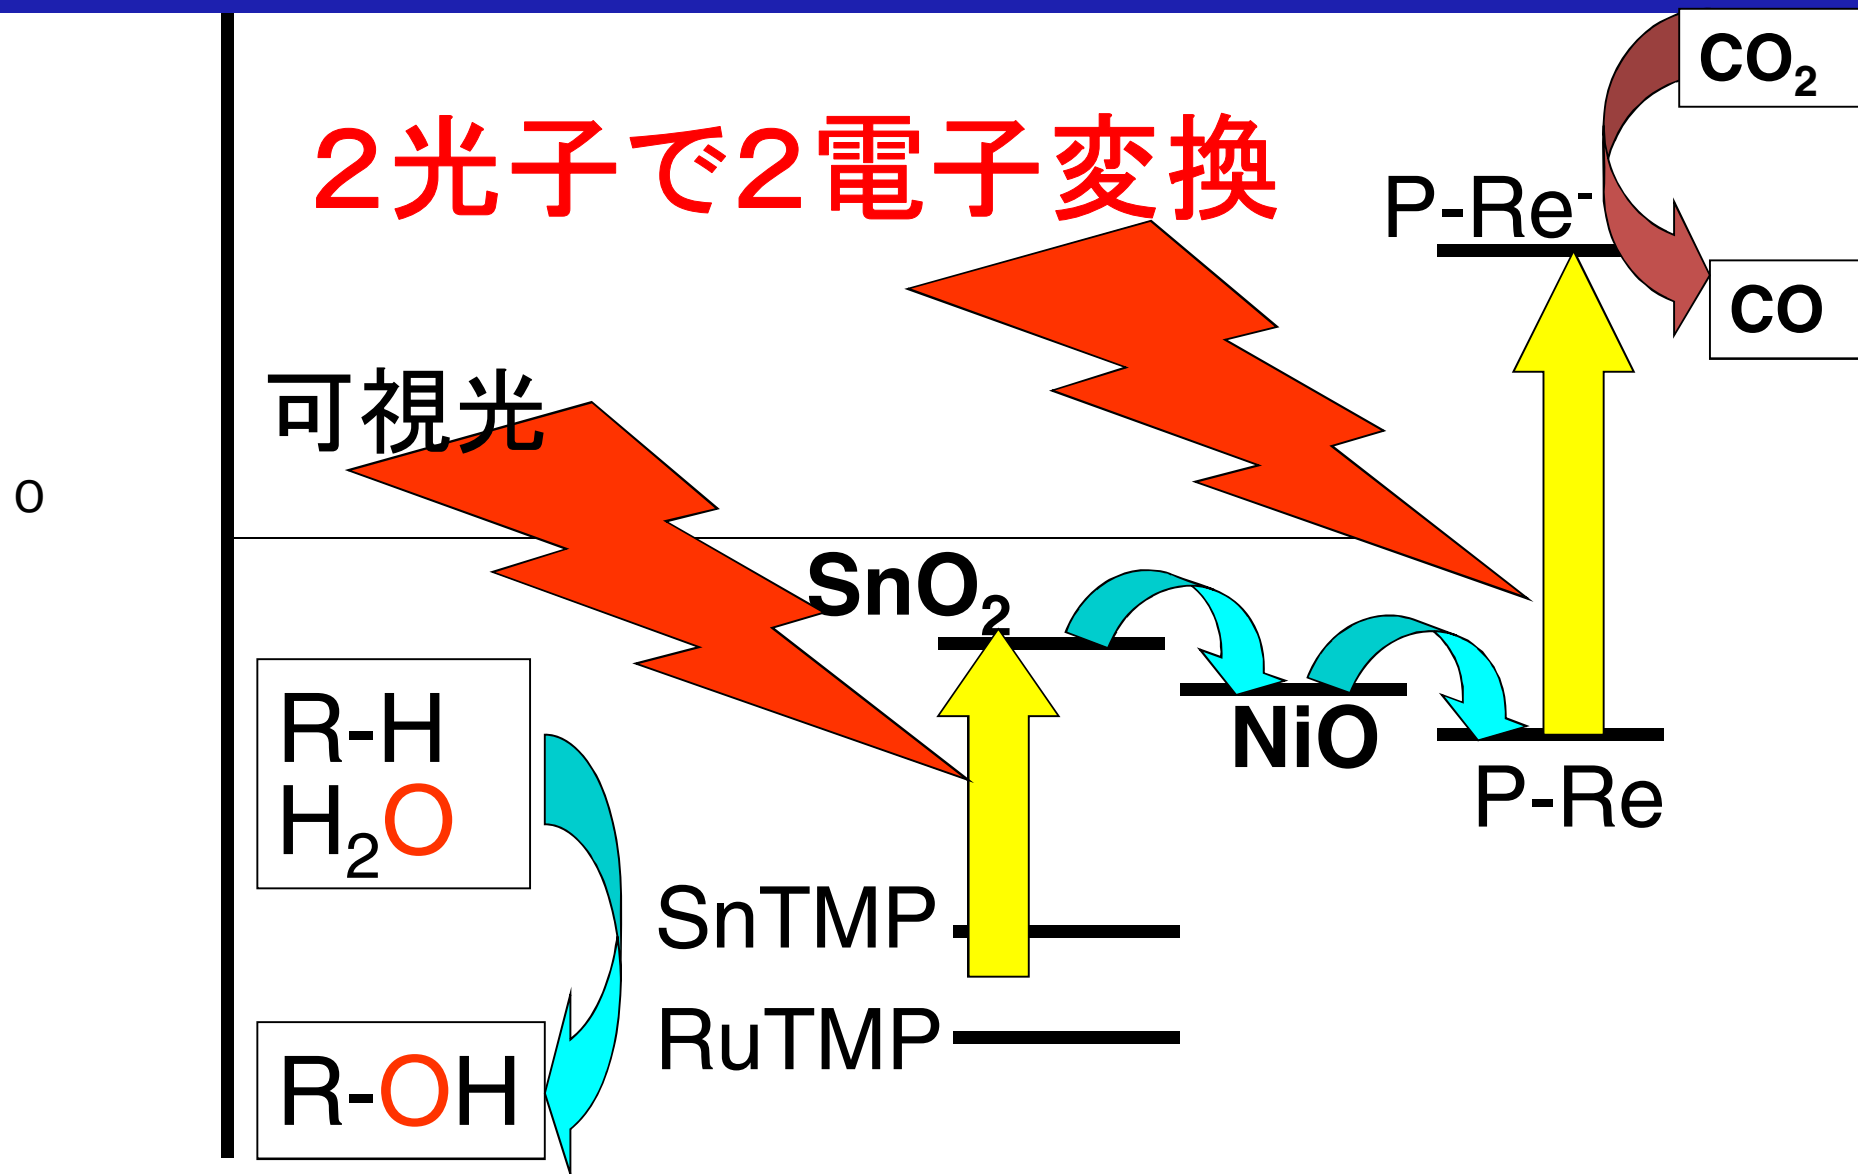 CO₂
２光子で２電子変換
P-Re⁻
CO
可視光
0
SnO₂
R-H
H₂O
NiO
P-Re
SnTMP
RuTMP
R-OH